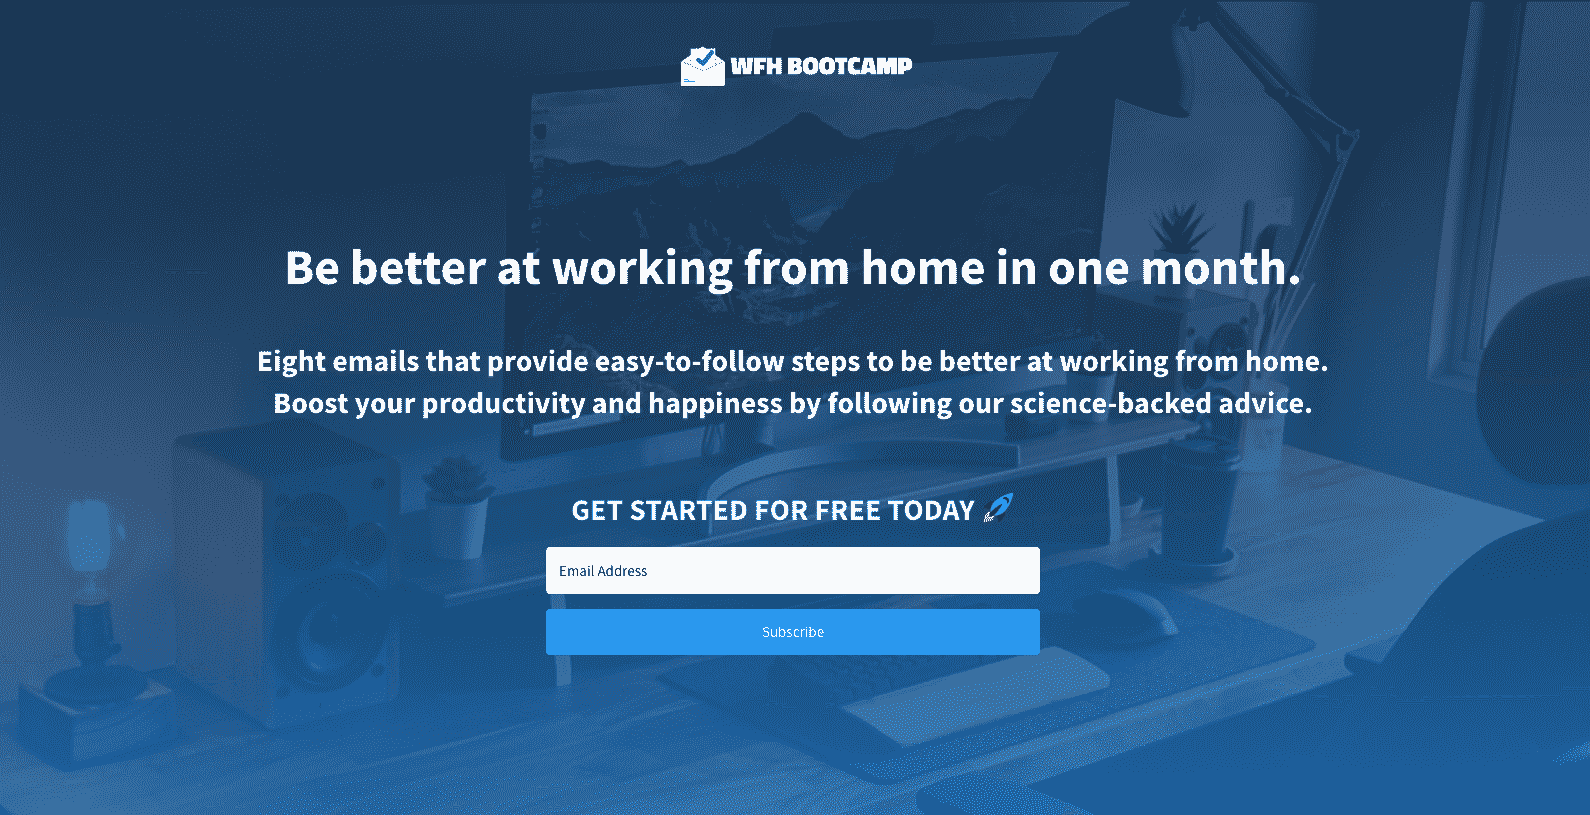 WFH BOOTCAMP
Be better at working from home in one month.
Eight emails that provide easy-to-follow steps to be better at working from home.
Boost your productivity and happiness by following our science-backed advice.
GET STARTED FOR FREE TODAY 🚀
Email Address
Subscribe